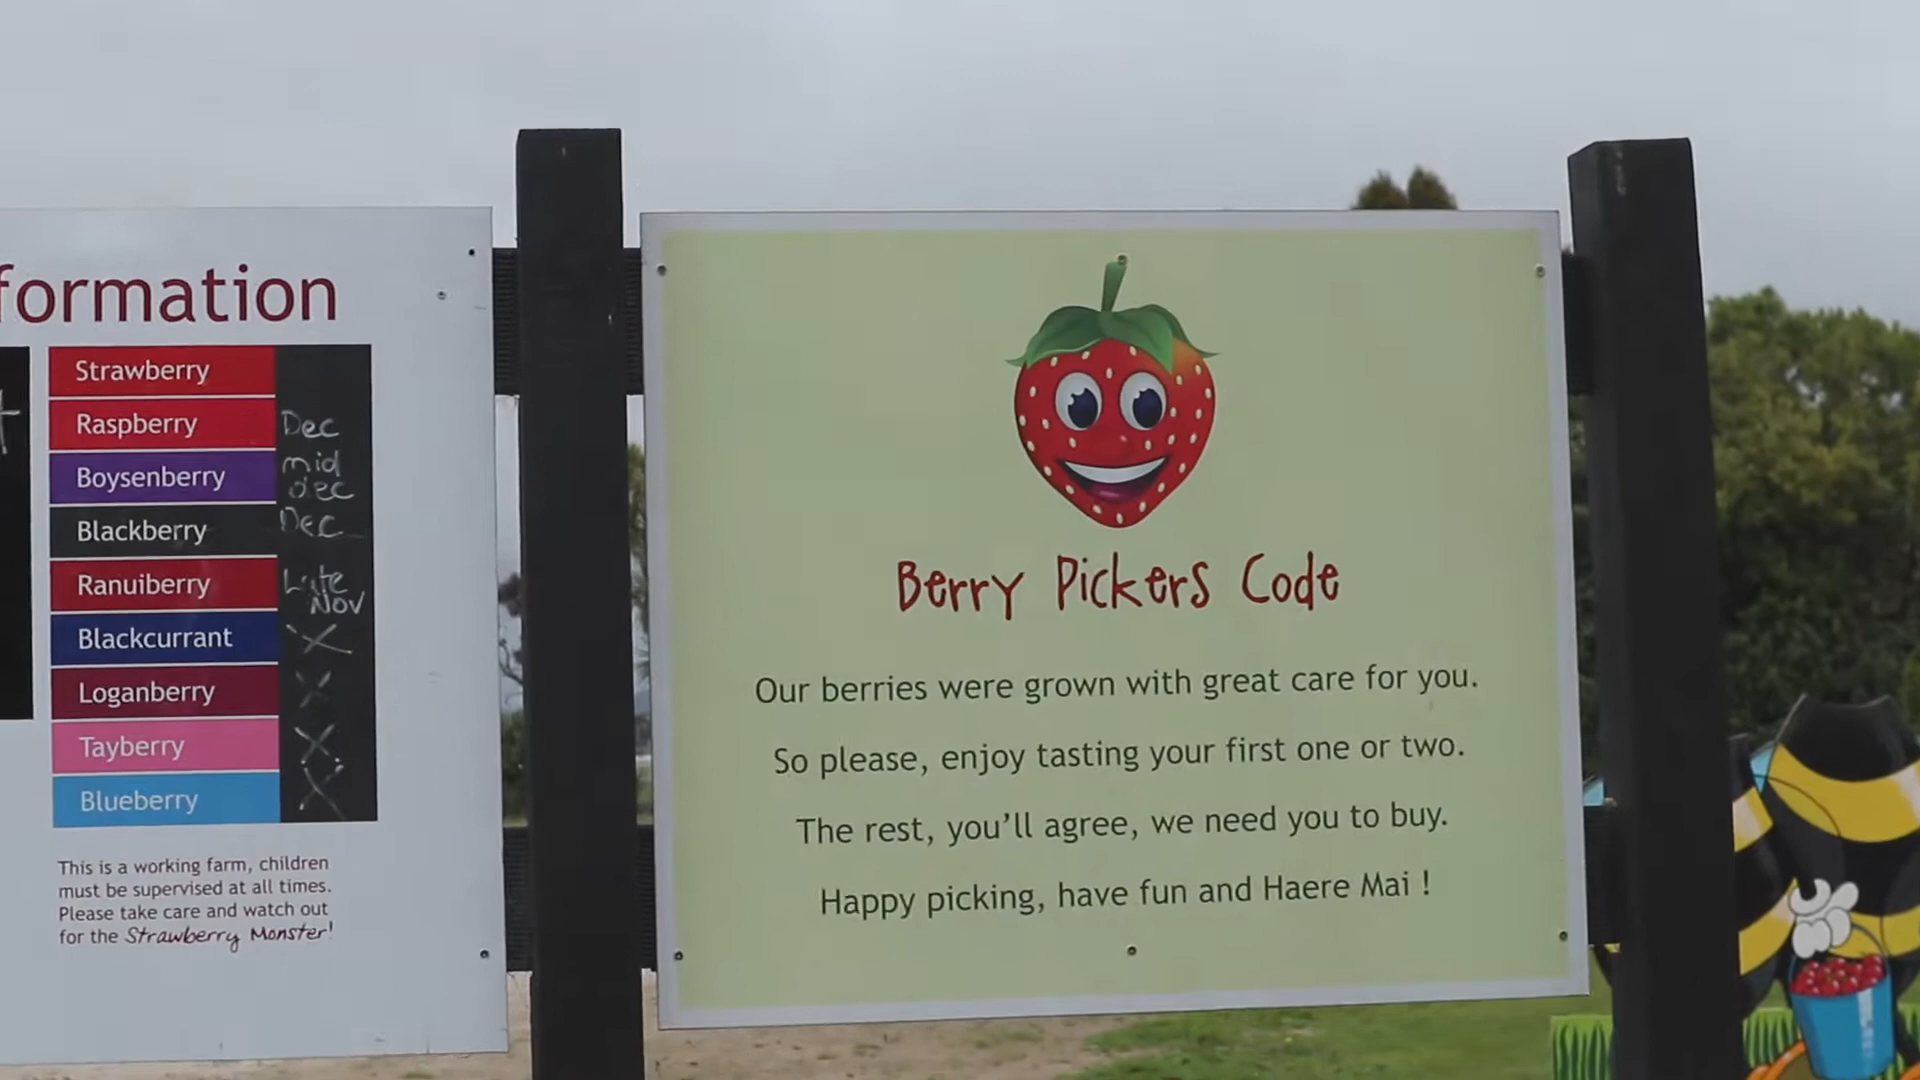 formation
Strawberry
Raspberry Dec
Boysenberry mid dec
Blackberry Dec
Ranuiberry Late Nov
Blackcurrant X
Loganberry X
Tayberry X
Blueberry X
This is a working farm, children
must be supervised at all times.
Please take care and watch out
for the Strawberry Monster!
Berry Pickers Code
Our berries were grown with great care for you.
So please, enjoy tasting your first one or two.
The rest, you'll agree, we need you to buy.
Happy picking, have fun and Haere Mai !